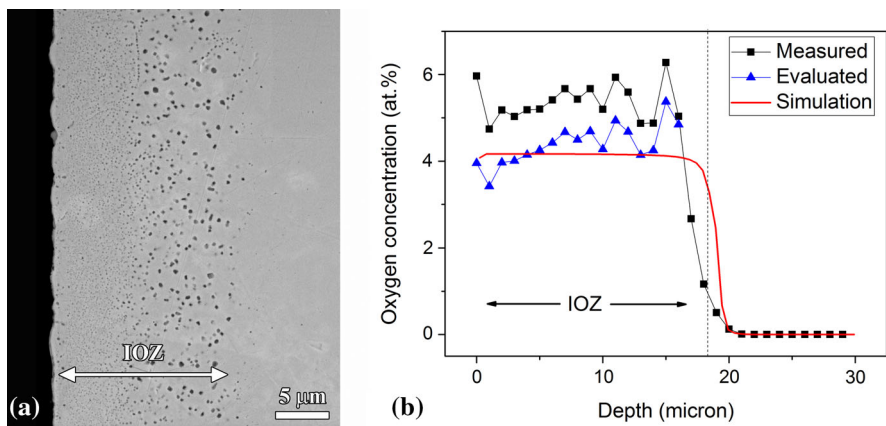 IOZ
(a)
5 µm
Oxygen concentration (at.%)
6
4
2
0
Measured
Evaluated
Simulation
IOZ
0
10
20
30
(b)
Depth (micron)